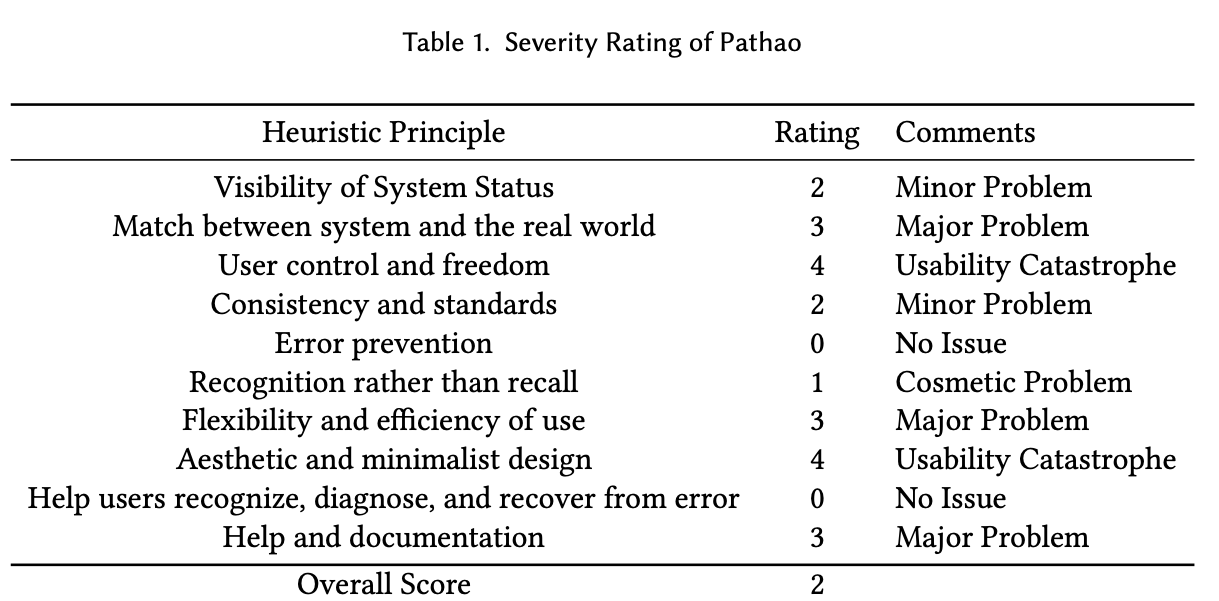 Table 1. Severity Rating of Pathao
Heuristic Principle Rating Comments
Visibility of System Status 2 Minor Problem
Match between system and the real world 3 Major Problem
User control and freedom 4 Usability Catastrophe
Consistency and standards 2 Minor Problem
Error prevention 0 No Issue
Recognition rather than recall 1 Cosmetic Problem
Flexibility and efficiency of use 3 Major Problem
Aesthetic and minimalist design 4 Usability Catastrophe
Help users recognize, diagnose, and recover from error 0 No Issue
Help and documentation 3 Major Problem
Overall Score 2